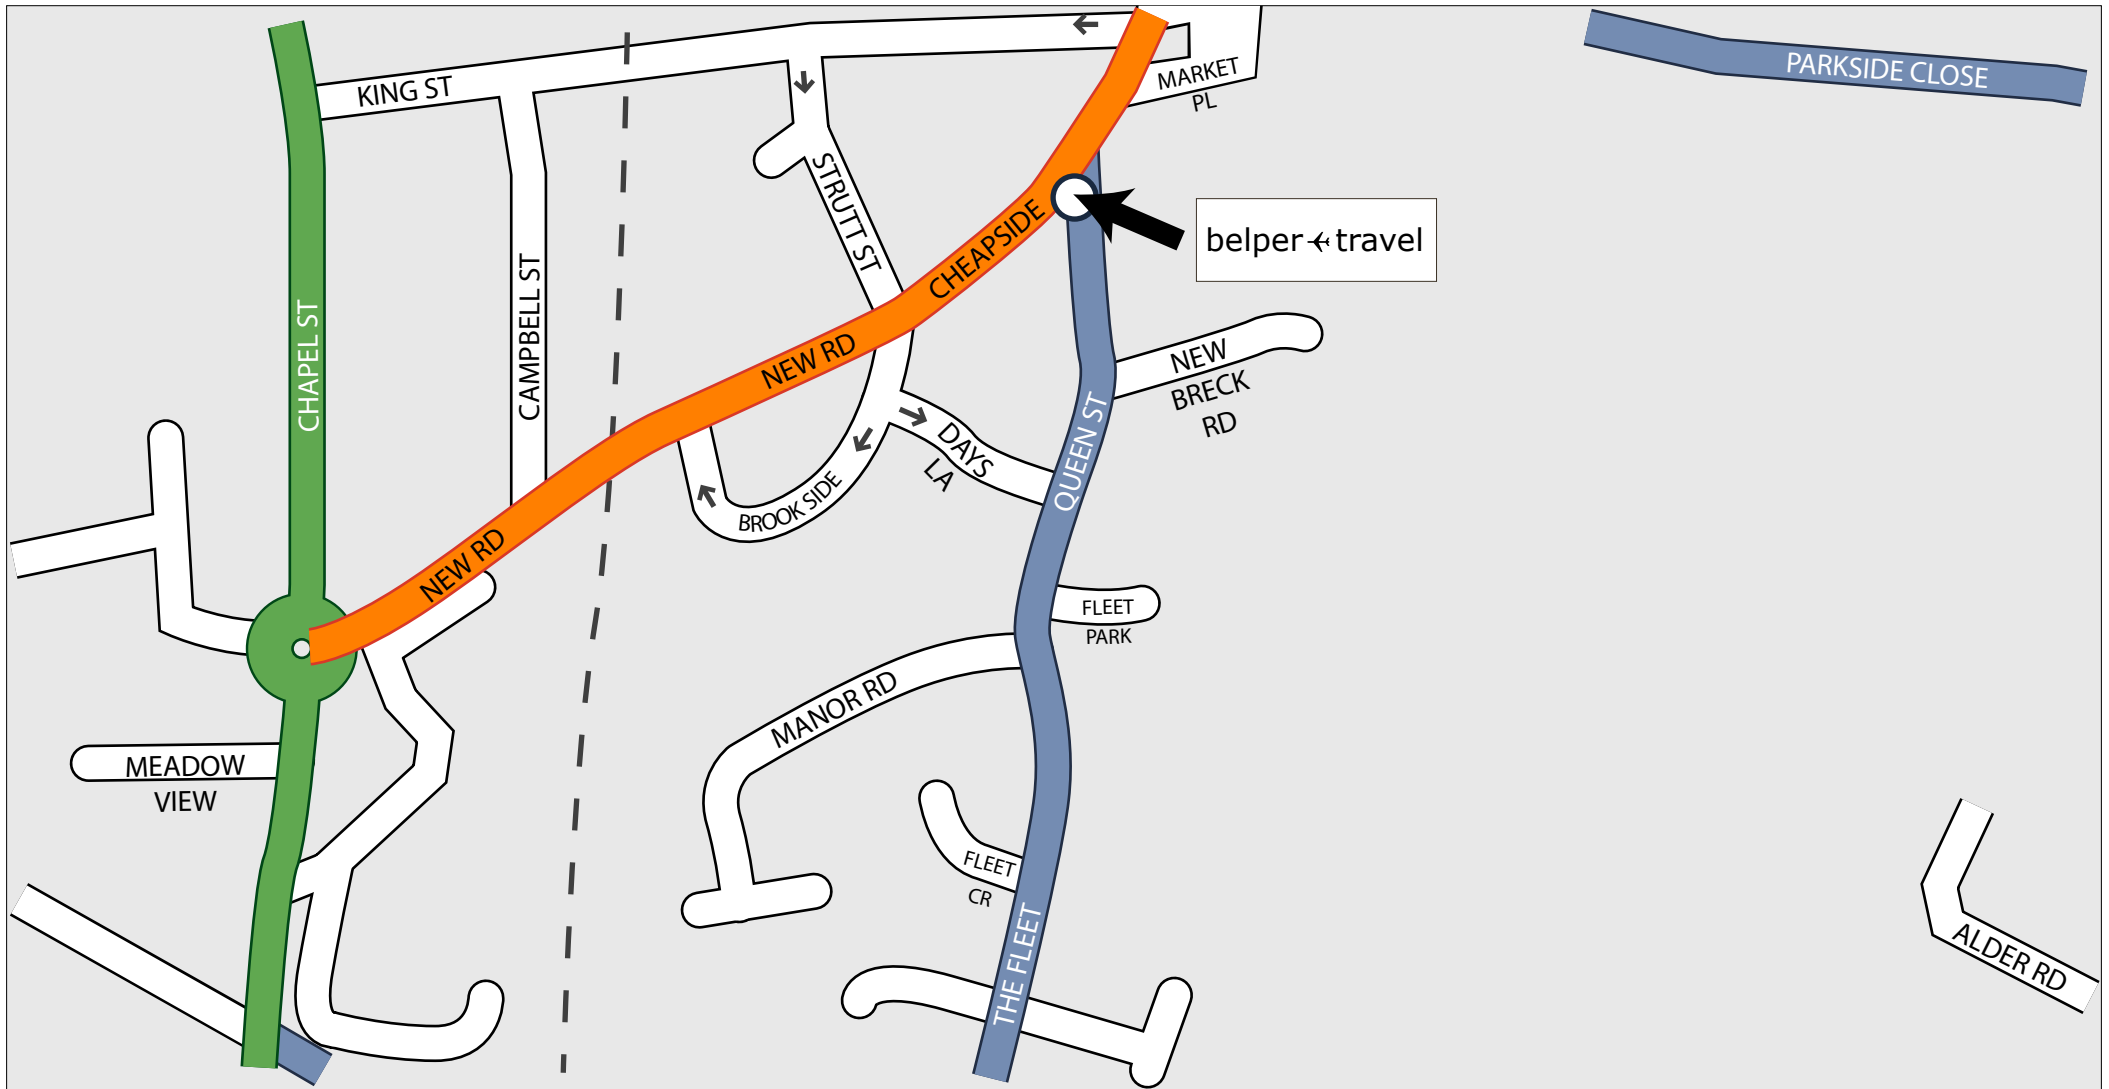 PARKSIDE CLOSE
KING ST
MARKET
PL
STRUTT ST
CHEAPSIDE
belper travel
CHAPEL ST
CAMPBELL ST
NEW RD
NEW
BRECK
RD
QUEEN ST
DAYS
LA
BROOK SIDE
NEW RD
FLEET
PARK
MANOR RD
MEADOW
VIEW
FLEET
CR
THE FLEET
ALDER RD